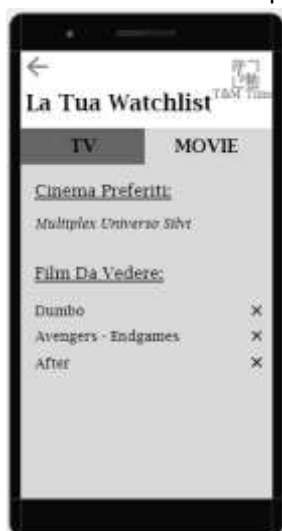 La Tua Watchlist
TV MOVIE
Cinema Preferiti:
Multiplex Universo Silvi
Film Da Vedere:
Dumbo ×
Avengers - Endgames ×
After ×